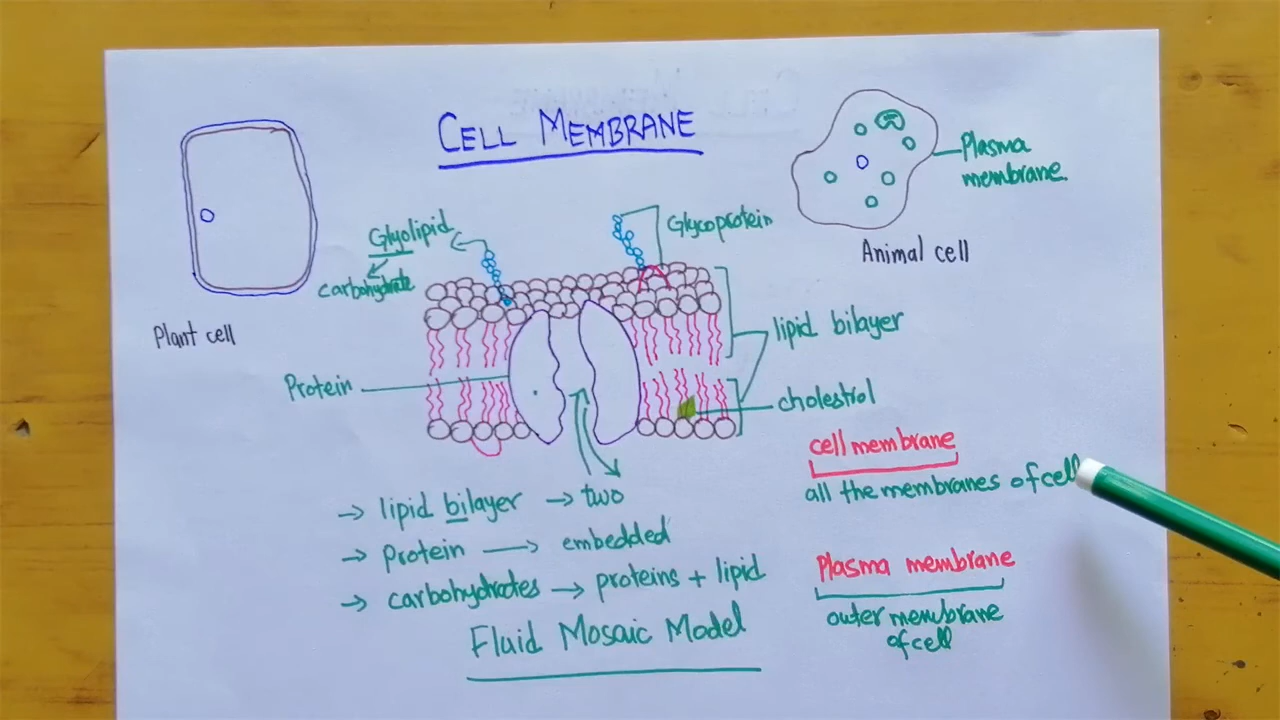 CELL MEMBRANE
Plasma
membrane
Animal cell
Plant cell
Glyolipid
carbohydrate
Glycoprotein
lipid bilayer
Protein
cholestrol
cell membrane
all the membranes of cell
→ lipid bilayer → two
→ Protein → embedded
→ carbohydrates → proteins + lipid
Fluid Mosaic Model
Plasma membrane
outer membrane
of cell